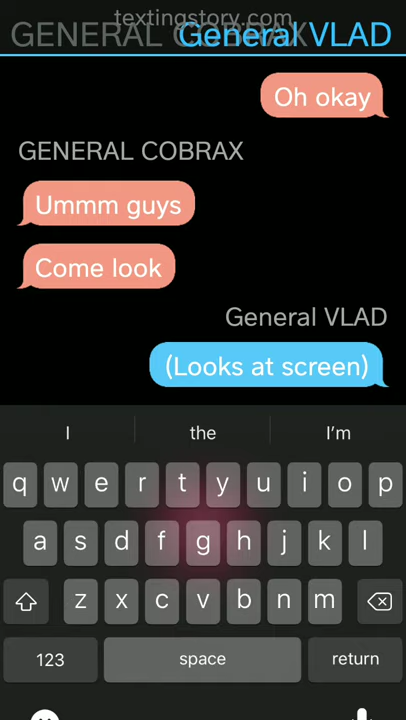 textingstory.com
GENERAL COBRAX General VLAD
Oh okay
GENERAL COBRAX
Ummm guys
Come look
General VLAD
(Looks at screen)
I the I'm
q w e r t y u i o p
a s d f g h j k l
z x c v b n m
123 space return